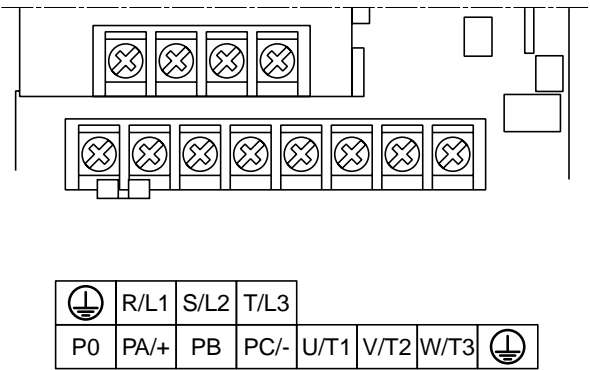 R/L1 S/L2 T/L3
P0 PA/+ PB PC/- U/T1 V/T2 W/T3